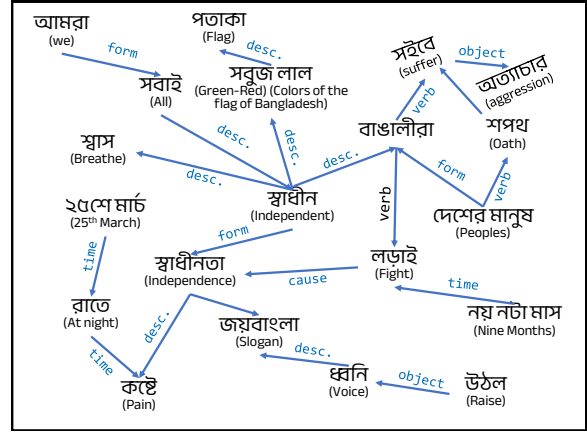 আমরা
(we)
form
পতাকা
(Flag)
desc.
সবুজ লাল
(Green-Red) (Colors of the
flag of Bangladesh)
সইবে
(suffer)
object
অত্যাচার
(aggression)
সবাই
(All)
desc.
desc.
verb
বাঙালীরা
শপথ
(Oath)
শ্বাস
(Breathe)
desc.
desc.
form
verb
২৫শে মার্চ
(25th March)
স্বাধীন
(Independent)
verb
দেশের মানুষ
(Peoples)
form
time
স্বাধীনতা
(Independence)
cause
লড়াই
(Fight)
time
রাতে
(At night)
desc.
জয়বাংলা
(Slogan)
নয় নটা মাস
(Nine Months)
time
desc.
কষ্টে
(Pain)
ধ্বনি
(Voice)
object
উঠল
(Raise)